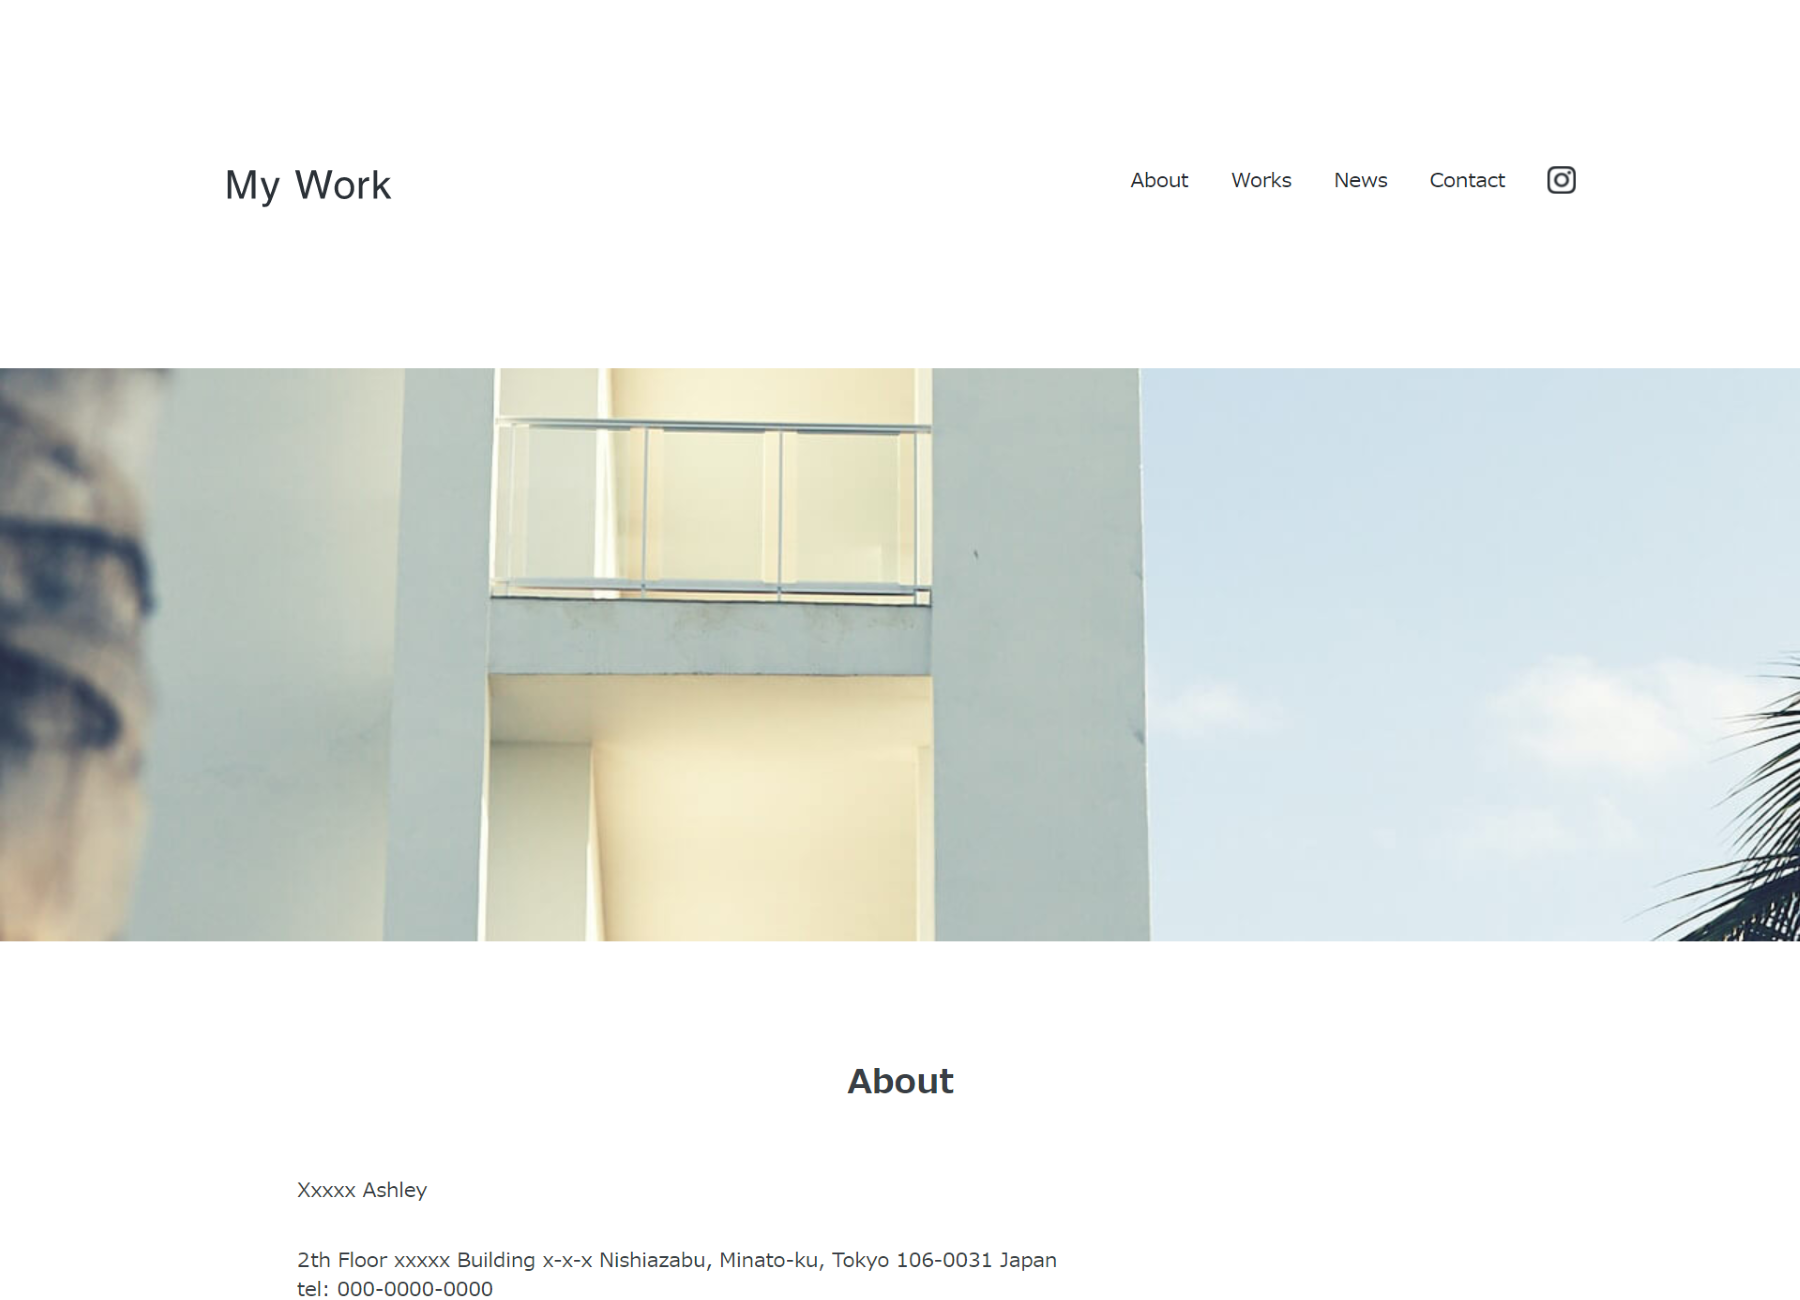 My Work
About
Works
News
Contact
About
Xxxxx Ashley
2th Floor xxxxx Building x-x-x Nishiazabu, Minato-ku, Tokyo 106-0031 Japan
tel: 000-0000-0000